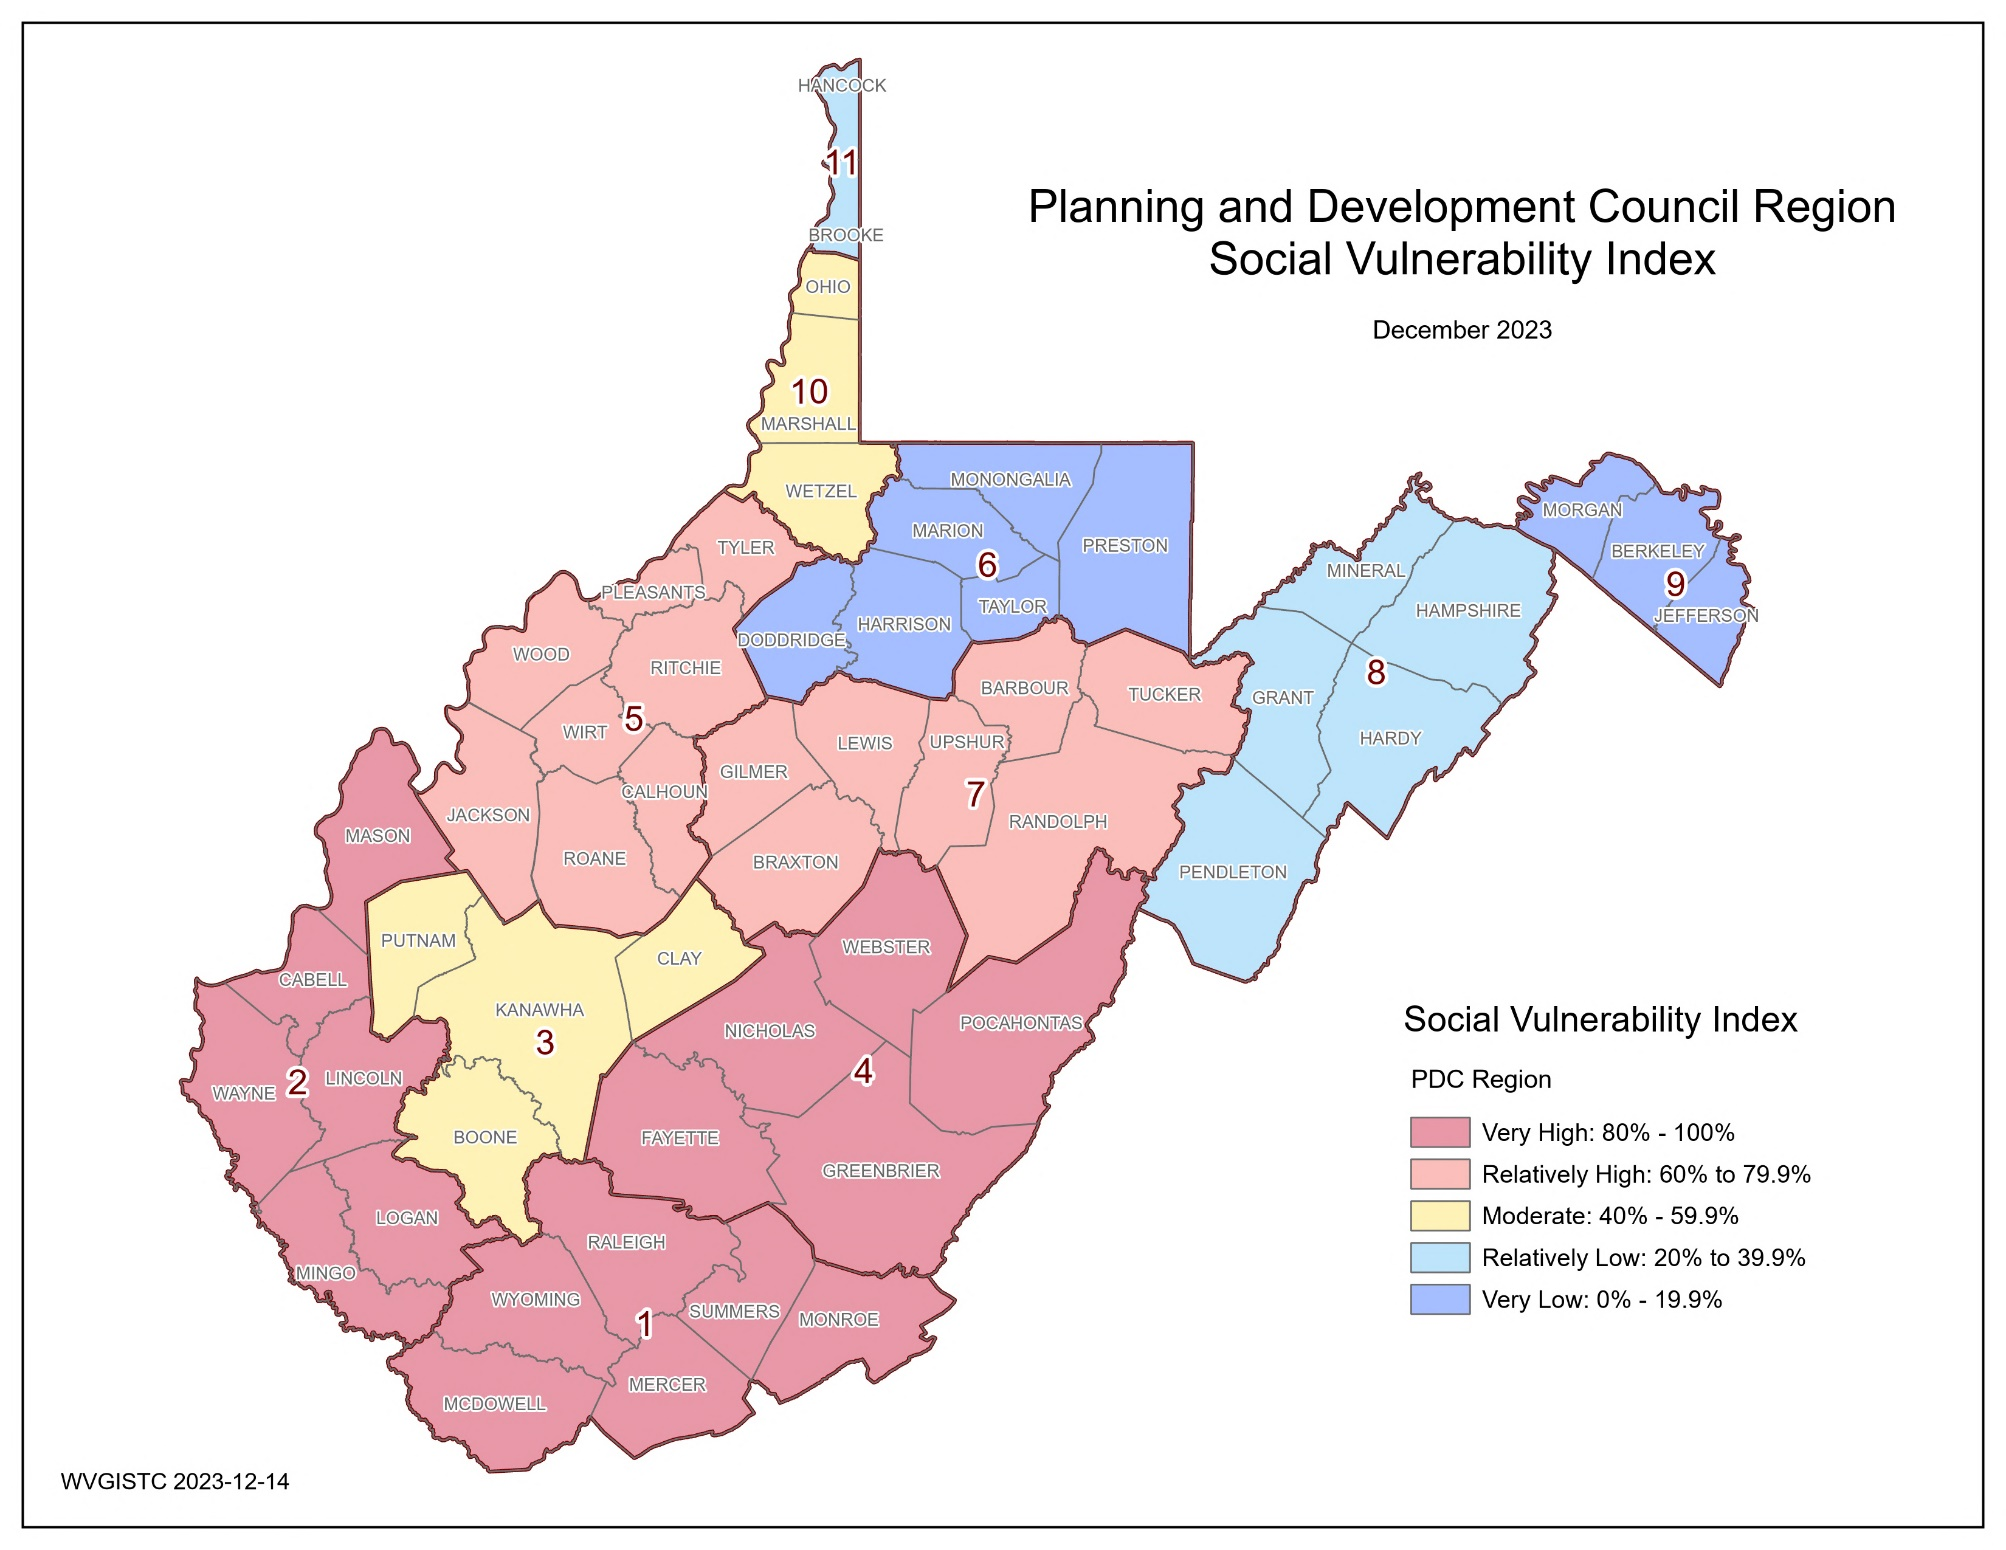 Planning and Development Council Region
Social Vulnerability Index
December 2023
HANCOCK
11
BROOKE
OHIO
10
MARSHALL
WETZEL
MONONGALIA
MARION
PRESTON
6
TAYLOR
HARRISON
DODDRIDGE
MORGAN
BERKELEY
9
JEFFERSON
MINERAL
HAMPSHIRE
8
GRANT
HARDY
PENDLETON
TYLER
PLEASANTS
WOOD
RITCHIE
WIRT
5
CALHOUN
JACKSON
ROANE
BARBOUR
TUCKER
LEWIS
UPSHUR
GILMER
7
RANDOLPH
BRAXTON
MASON
PUTNAM
CLAY
KANAWHA
3
BOONE
CABELL
WAYNE
2
LINCOLN
LOGAN
MINGO
WEBSTER
NICHOLAS
POCAHONTAS
4
FAYETTE
GREENBRIER
RALEIGH
WYOMING
SUMMERS
1
MONROE
MERCER
MCDOWELL
Social Vulnerability Index
PDC Region
Very High: 80% - 100%
Relatively High: 60% to 79.9%
Moderate: 40% - 59.9%
Relatively Low: 20% to 39.9%
Very Low: 0% - 19.9%
WVGISTC 2023-12-14